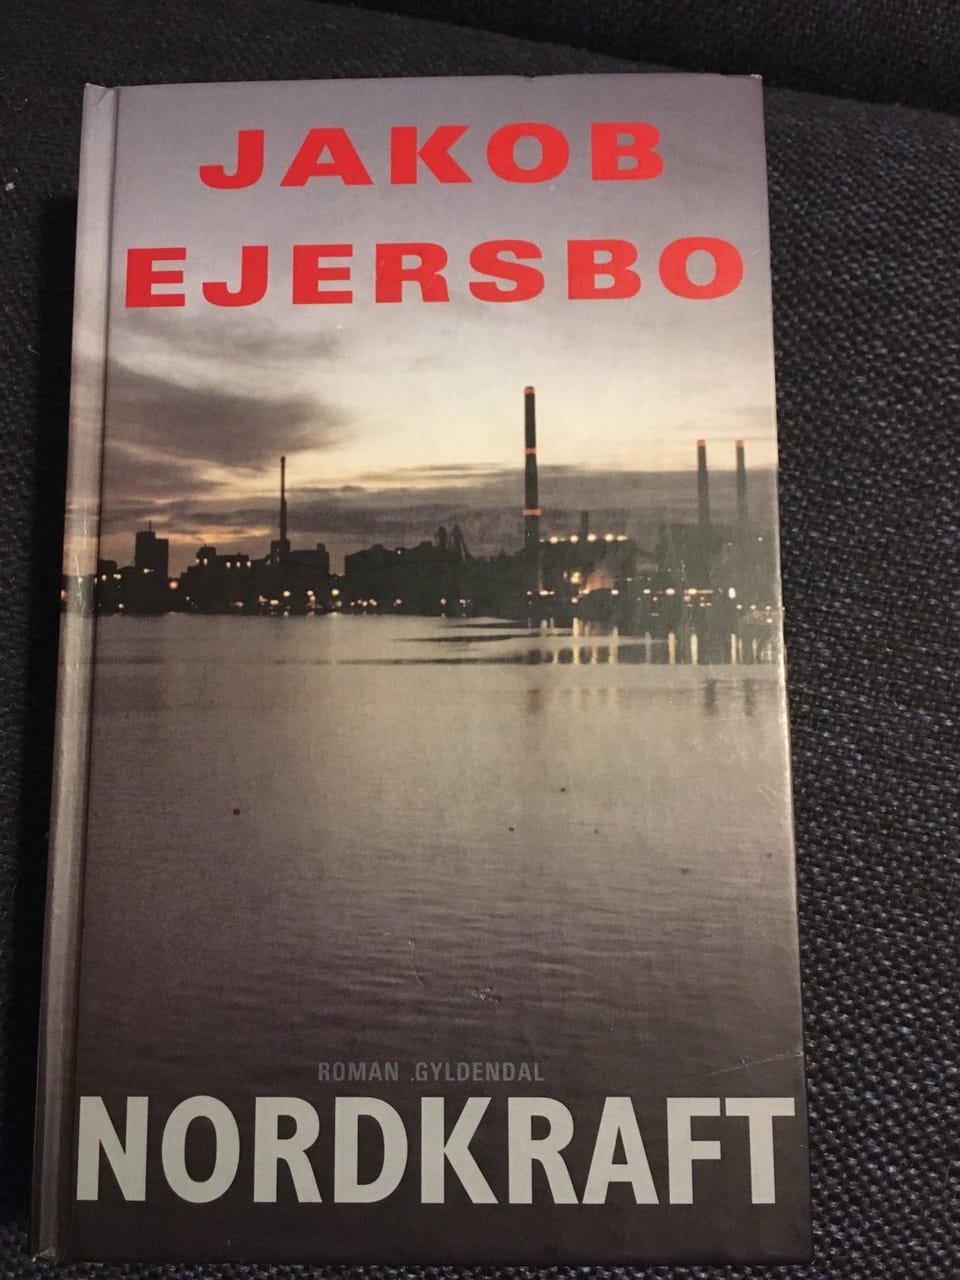 JAKOB
EJERSBO
ROMAN .GYLDENDAL
NORDKRAFT